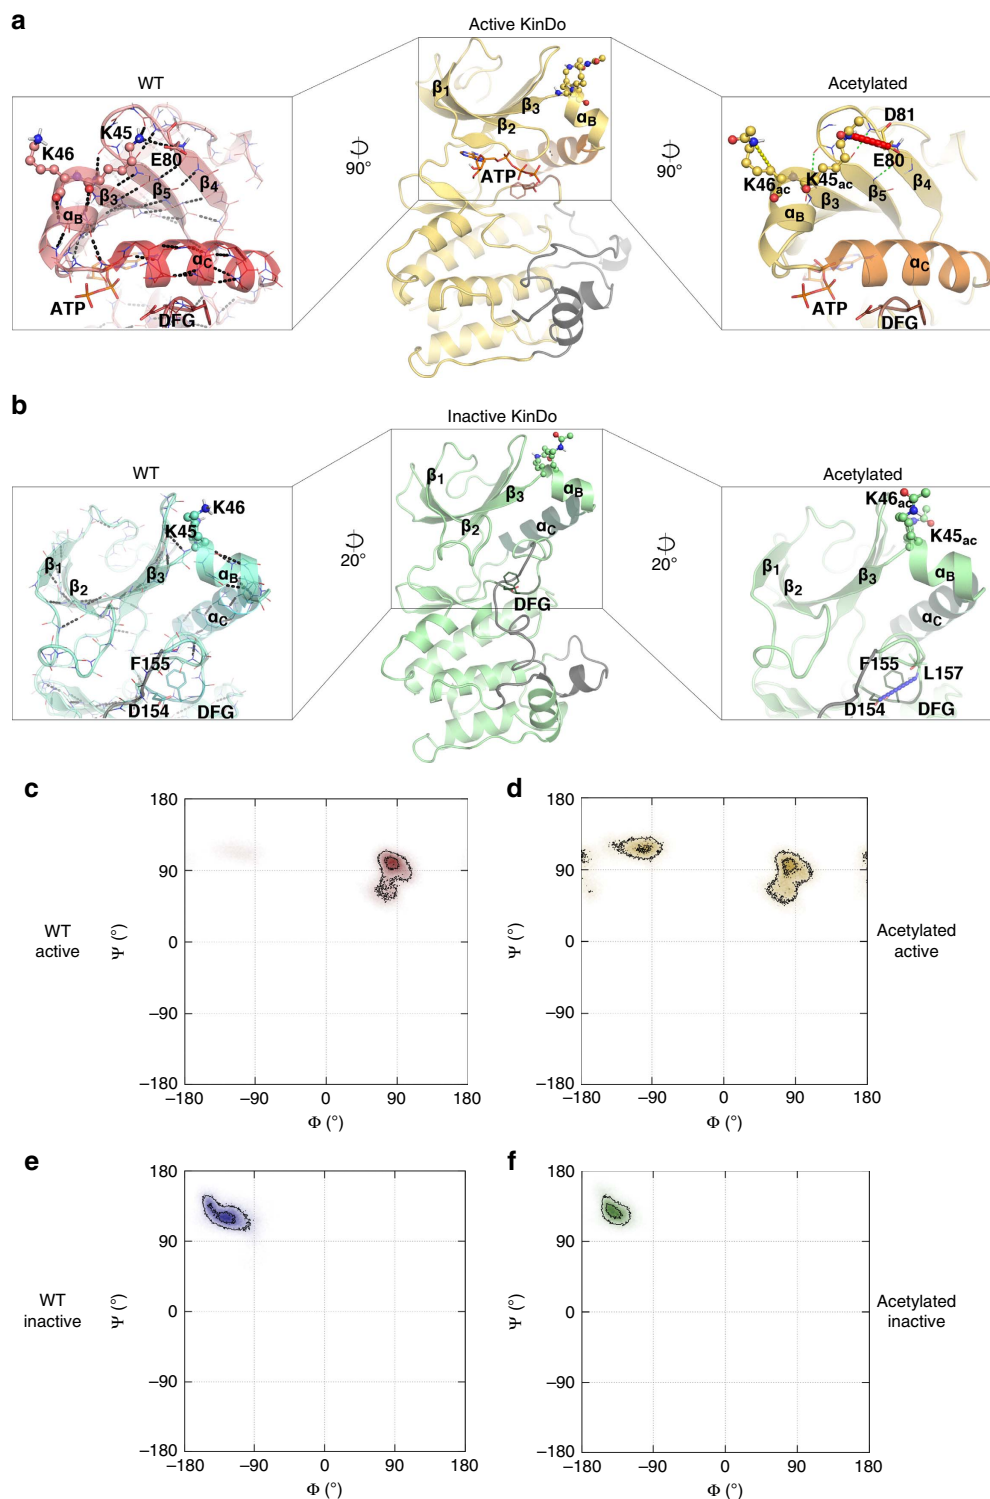 a
Active KinDo
WT
Acetylated
K46
K45
E80
β3
β5
β4
αB
αC
ATP
DFG
90°
β1
β3
β2
αB
ATP
90°
D81
E80
K46ac
K45ac
β3
β5
β4
αB
αC
ATP
DFG
b
Inactive KinDo
WT
Acetylated
K46
K45
β1
β2
β3
αB
αC
F155
D154
DFG
20°
β1
β3
β2
αB
αC
DFG
20°
K46ac
K45ac
β1
β2
β3
αB
αC
F155
L157
D154
DFG
c
180
90
0
−90
−180
−180
−90
0
90
180
Ψ (°)
Φ (°)
WT
active
d
180
90
0
−90
−180
−180
−90
0
90
180
Ψ (°)
Φ (°)
Acetylated
active
e
180
90
0
−90
−180
−180
−90
0
90
180
Ψ (°)
Φ (°)
WT
inactive
f
180
90
0
−90
−180
−180
−90
0
90
180
Ψ (°)
Φ (°)
Acetylated
inactive